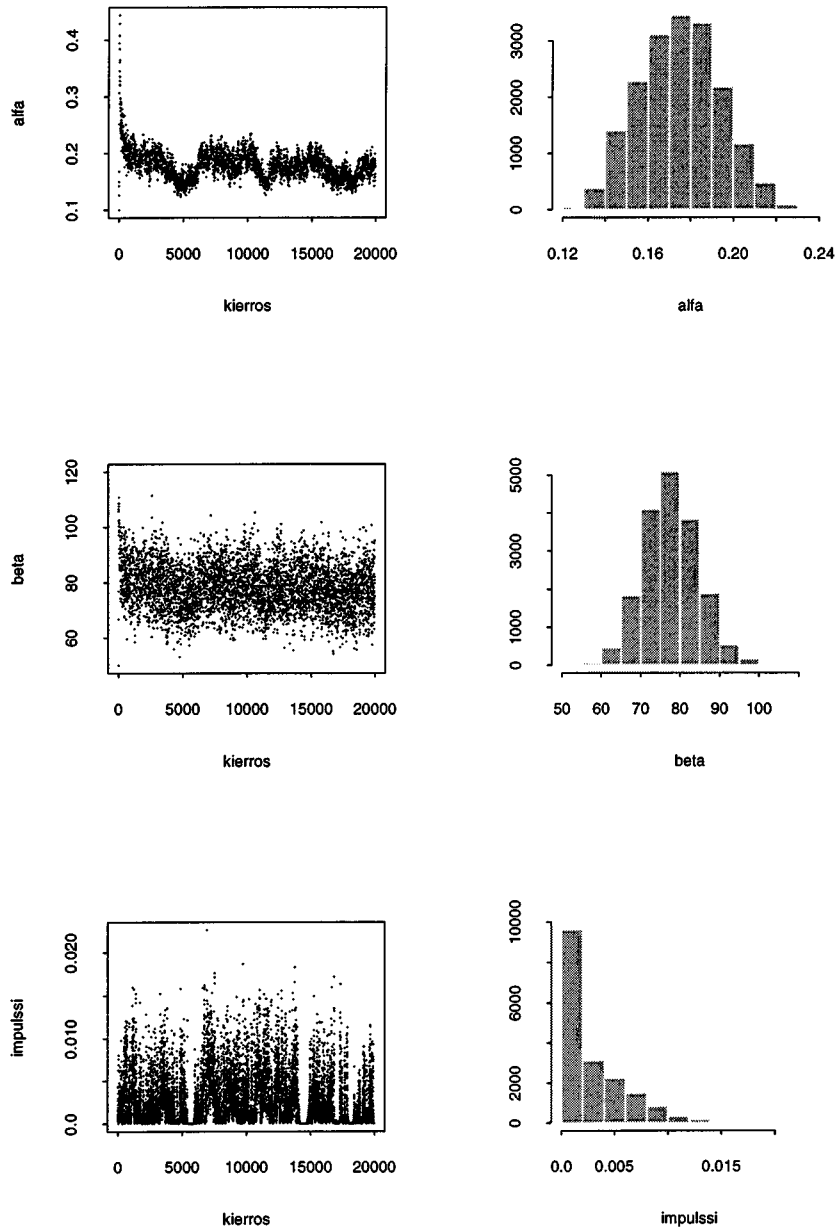 alfa
0.1 0.2 0.3 0.4
0 5000 10000 15000 20000
kierros
0 1000 2000 3000
0.12 0.16 0.20 0.24
alfa
beta
60 80 100 120
0 5000 10000 15000 20000
kierros
0 1000 3000 5000
50 60 70 80 90 100
beta
impulssi
0.0 0.010 0.020
0 5000 10000 15000 20000
kierros
0 2000 6000 10000
0.0 0.005 0.015
impulssi